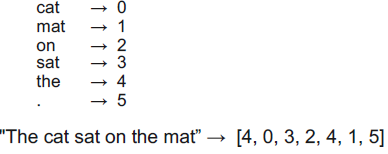 cat → 0
mat → 1
on → 2
sat → 3
the → 4
. → 5
"The cat sat on the mat” → [4, 0, 3, 2, 4, 1, 5]